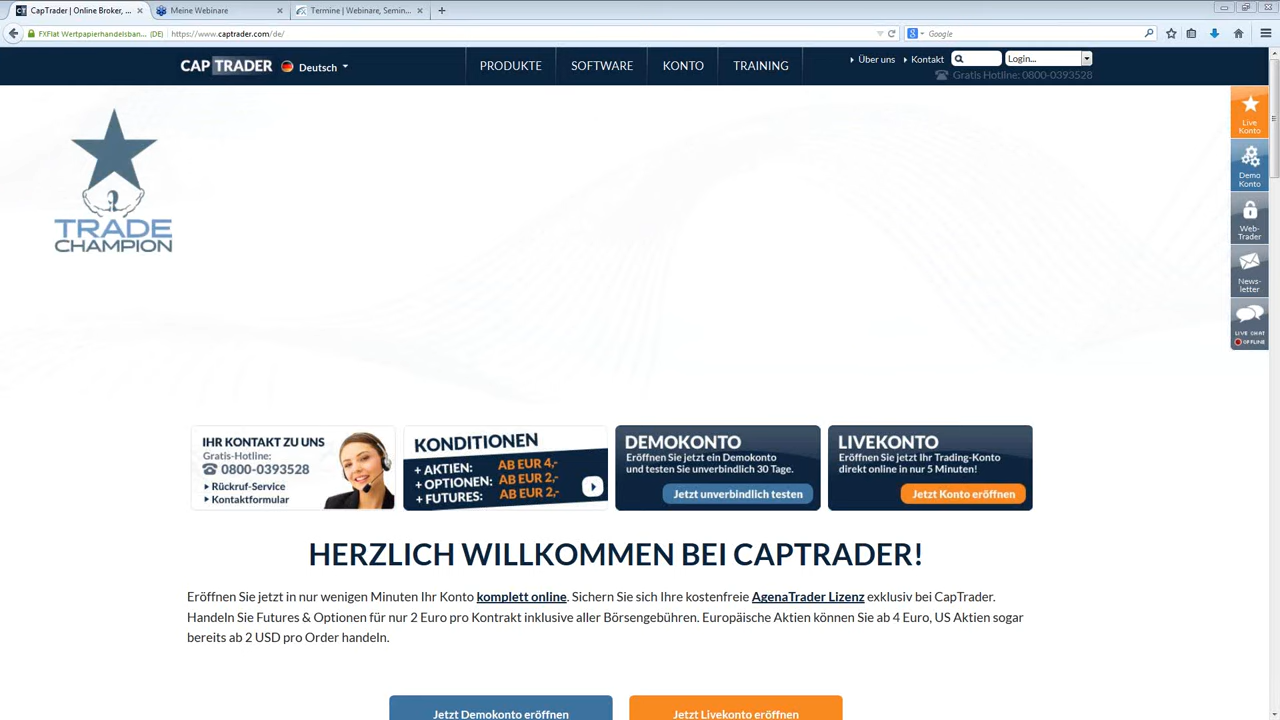 CapTrader | Online Broker, ...
Meine Webinare
Termine | Webinare, Semin...
FXFlat Wertpapierhandelsban... (DE)
https://www.captrader.com/de/
Google
CAPTRADER
Deutsch
PRODUKTE
SOFTWARE
KONTO
TRAINING
Über uns
Kontakt
Login...
Gratis Hotline: 0800-0393528
TRADE
CHAMPION
Live
Konto
Demo
Konto
Web-
Trader
News-
letter
LIVE CHAT
OFFLINE
IHR KONTAKT ZU UNS
Gratis-Hotline:
0800-0393528
Rückruf-Service
Kontaktformular
KONDITIONEN
+ AKTIEN: AB EUR 4,-
+ OPTIONEN: AB EUR 2,-
+ FUTURES: AB EUR 2,-
DEMOKONTO
Eröffnen Sie jetzt ein Demokonto
und testen Sie unverbindlich 30 Tage.
Jetzt unverbindlich testen
LIVEKONTO
Eröffnen Sie jetzt Ihr Trading-Konto
direkt online in nur 5 Minuten!
Jetzt Konto eröffnen
HERZLICH WILLKOMMEN BEI CAPTRADER!
Eröffnen Sie jetzt in nur wenigen Minuten Ihr Konto komplett online. Sichern Sie sich Ihre kostenfreie AgenaTrader Lizenz exklusiv bei CapTrader.
Handeln Sie Futures & Optionen für nur 2 Euro pro Kontrakt inklusive aller Börsengebühren. Europäische Aktien können Sie ab 4 Euro, US Aktien sogar
bereits ab 2 USD pro Order handeln.
Jetzt Demokonto eröffnen
Jetzt Livekonto eröffnen